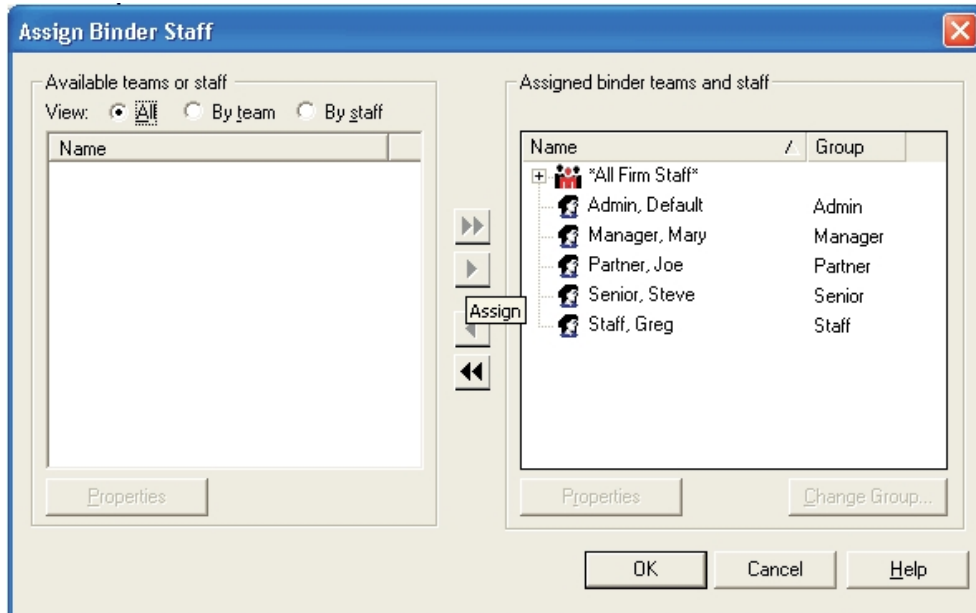 Assign Binder Staff
Available teams or staff
View: All By team By staff
Name
Properties
Assign
Assigned binder teams and staff
Name Group
*All Firm Staff*
Admin, Default Admin
Manager, Mary Manager
Partner, Joe Partner
Senior, Steve Senior
Staff, Greg Staff
Properties Change Group...
OK Cancel Help